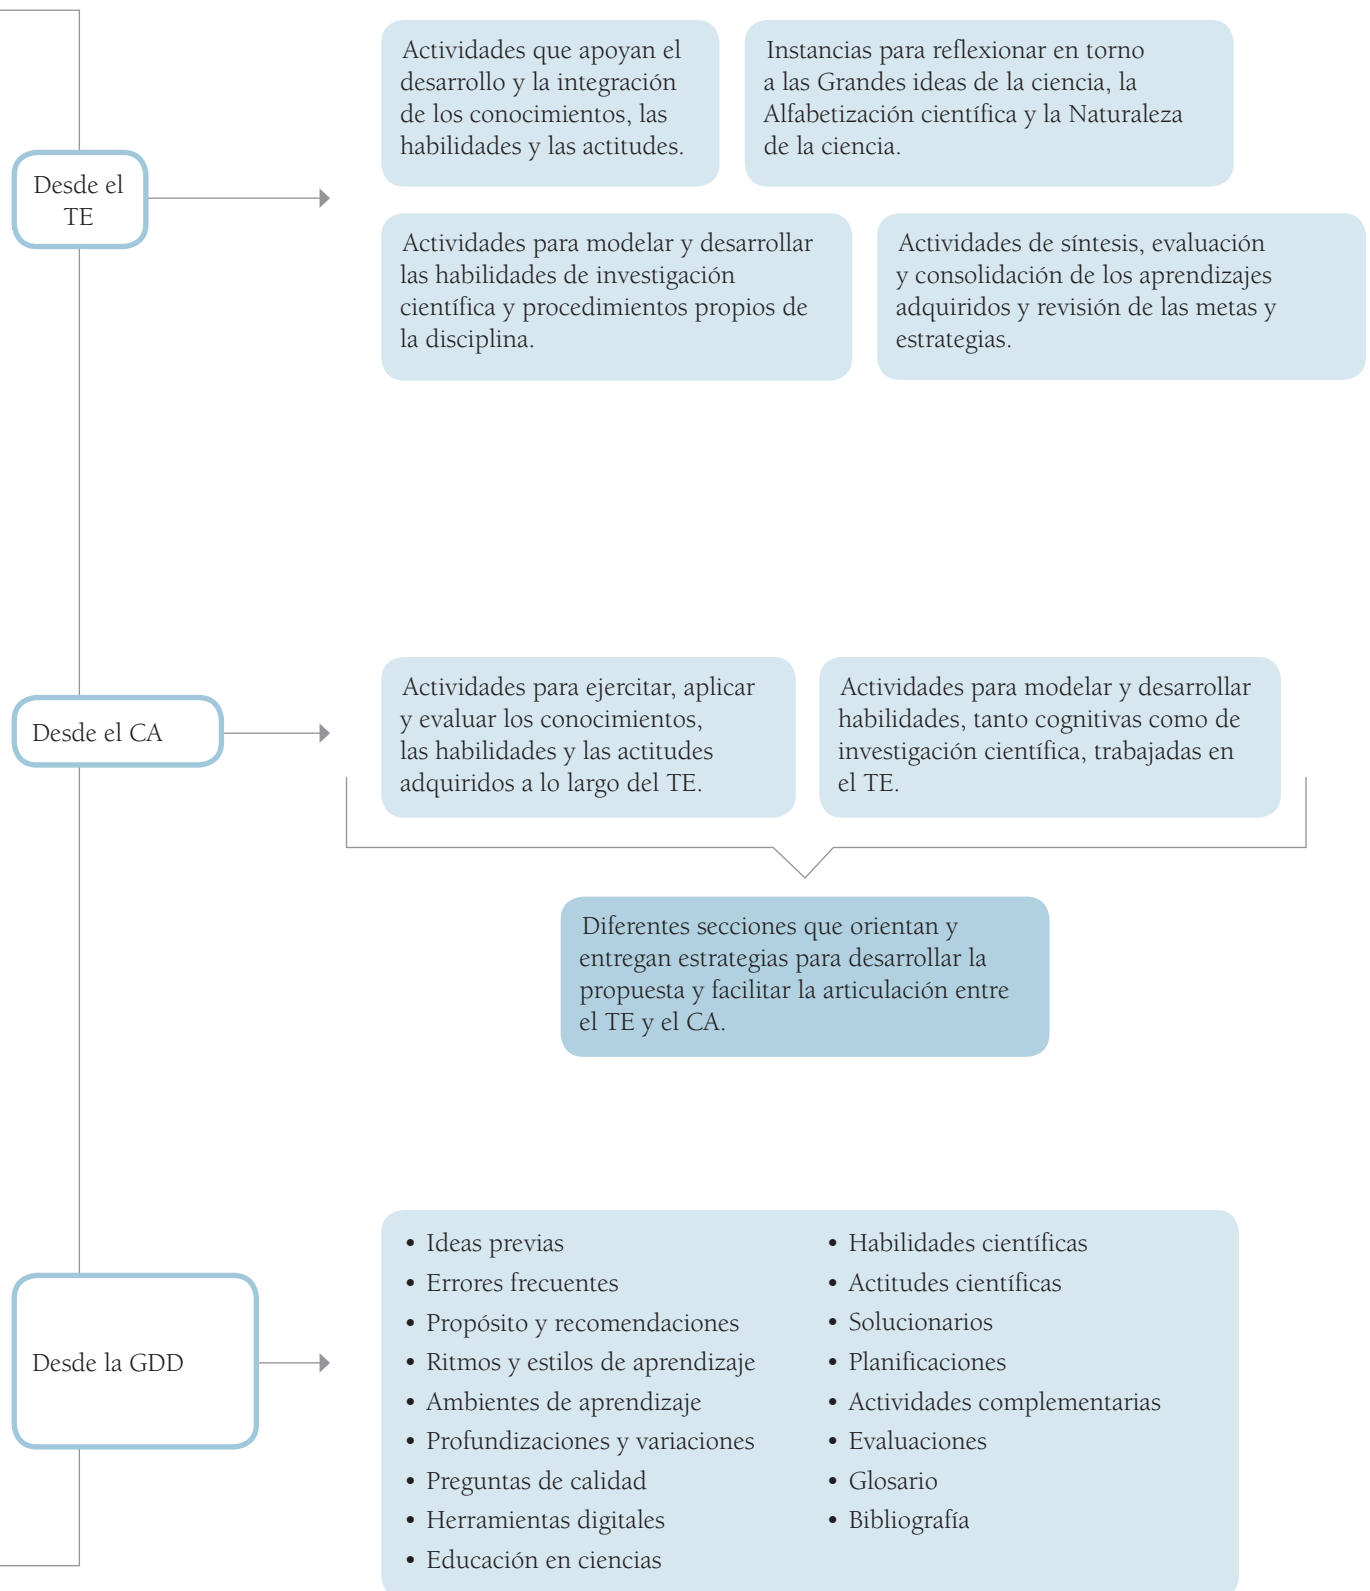 Desde el
TE
Actividades que apoyan el
desarrollo y la integración
de los conocimientos, las
habilidades y las actitudes.
Instancias para reflexionar en torno
a las Grandes ideas de la ciencia, la
Alfabetización científica y la Naturaleza
de la ciencia.
Actividades para modelar y desarrollar
las habilidades de investigación
científica y procedimientos propios de
la disciplina.
Actividades de síntesis, evaluación
y consolidación de los aprendizajes
adquiridos y revisión de las metas y
estrategias.
Desde el CA
Actividades para ejercitar, aplicar
y evaluar los conocimientos,
las habilidades y las actitudes
adquiridos a lo largo del TE.
Actividades para modelar y desarrollar
habilidades, tanto cognitivas como de
investigación científica, trabajadas en
el TE.
Diferentes secciones que orientan y
entregan estrategias para desarrollar la
propuesta y facilitar la articulación entre
el TE y el CA.
Desde la GDD
• Ideas previas
• Errores frecuentes
• Propósito y recomendaciones
• Ritmos y estilos de aprendizaje
• Ambientes de aprendizaje
• Profundizaciones y variaciones
• Preguntas de calidad
• Herramientas digitales
• Educación en ciencias
• Habilidades científicas
• Actitudes científicas
• Solucionarios
• Planificaciones
• Actividades complementarias
• Evaluaciones
• Glosario
• Bibliografía